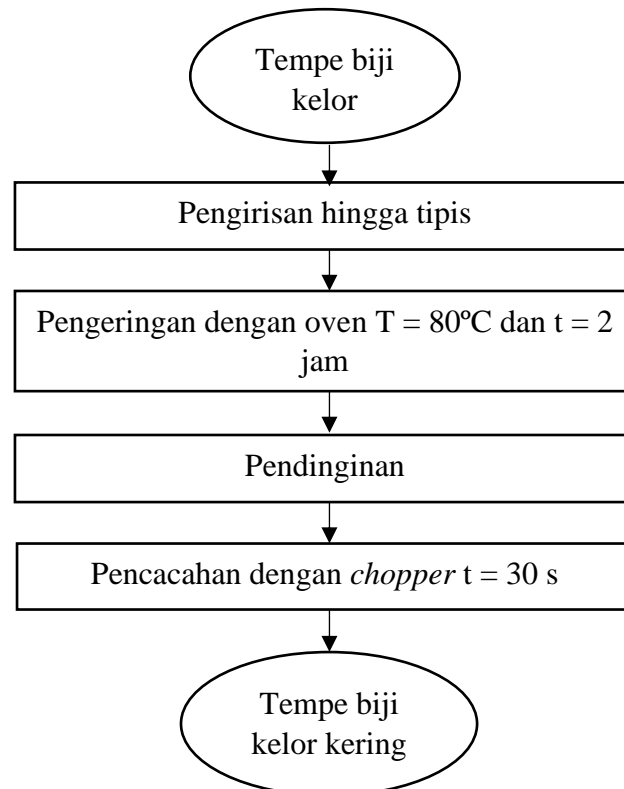 Tempe biji
kelor
Pengirisan hingga tipis
Pengeringan dengan oven T = 80ºC dan t = 2
jam
Pendinginan
Pencacahan dengan chopper t = 30 s
Tempe biji
kelor kering